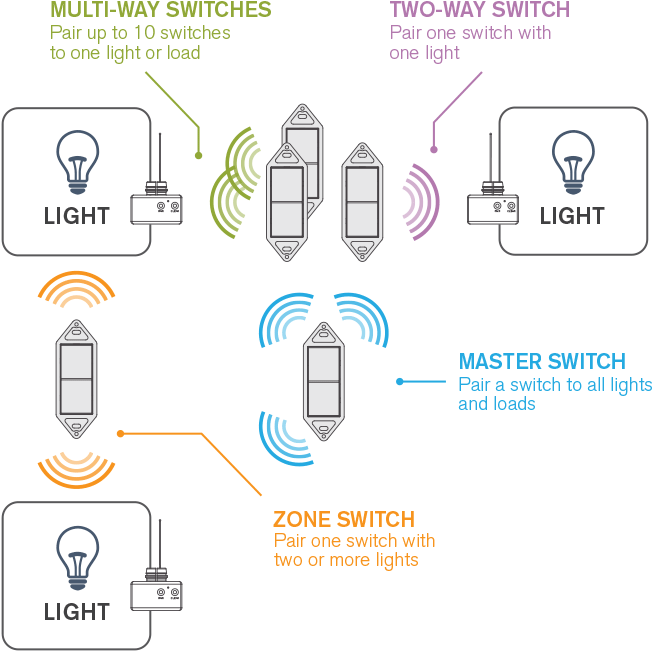 MULTI-WAY SWITCHES
Pair up to 10 switches
to one light or load
TWO-WAY SWITCH
Pair one switch with
one light
LIGHT
LIGHT
MASTER SWITCH
Pair a switch to all lights
and loads
ZONE SWITCH
Pair one switch with
two or more lights
LIGHT